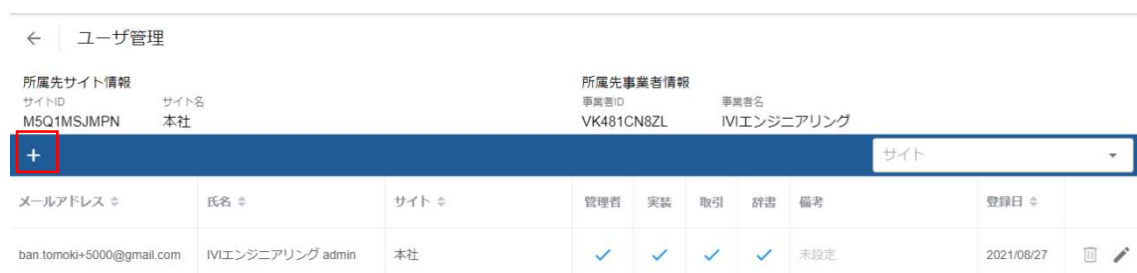 ユーザ管理
所属先サイト情報 所属先事業者情報
サイトID サイト名 事業者ID 事業者名
M5Q1MSJMPN 本社 VK481CN8ZL IVIエンジニアリング
+ サイト
メールアドレス 氏名 サイト 管理者 実装 取引 辞書 備考 登録日
ban.tomoki+5000@gmail.com IVIエンジニアリング admin 本社 未設定 2021/08/27